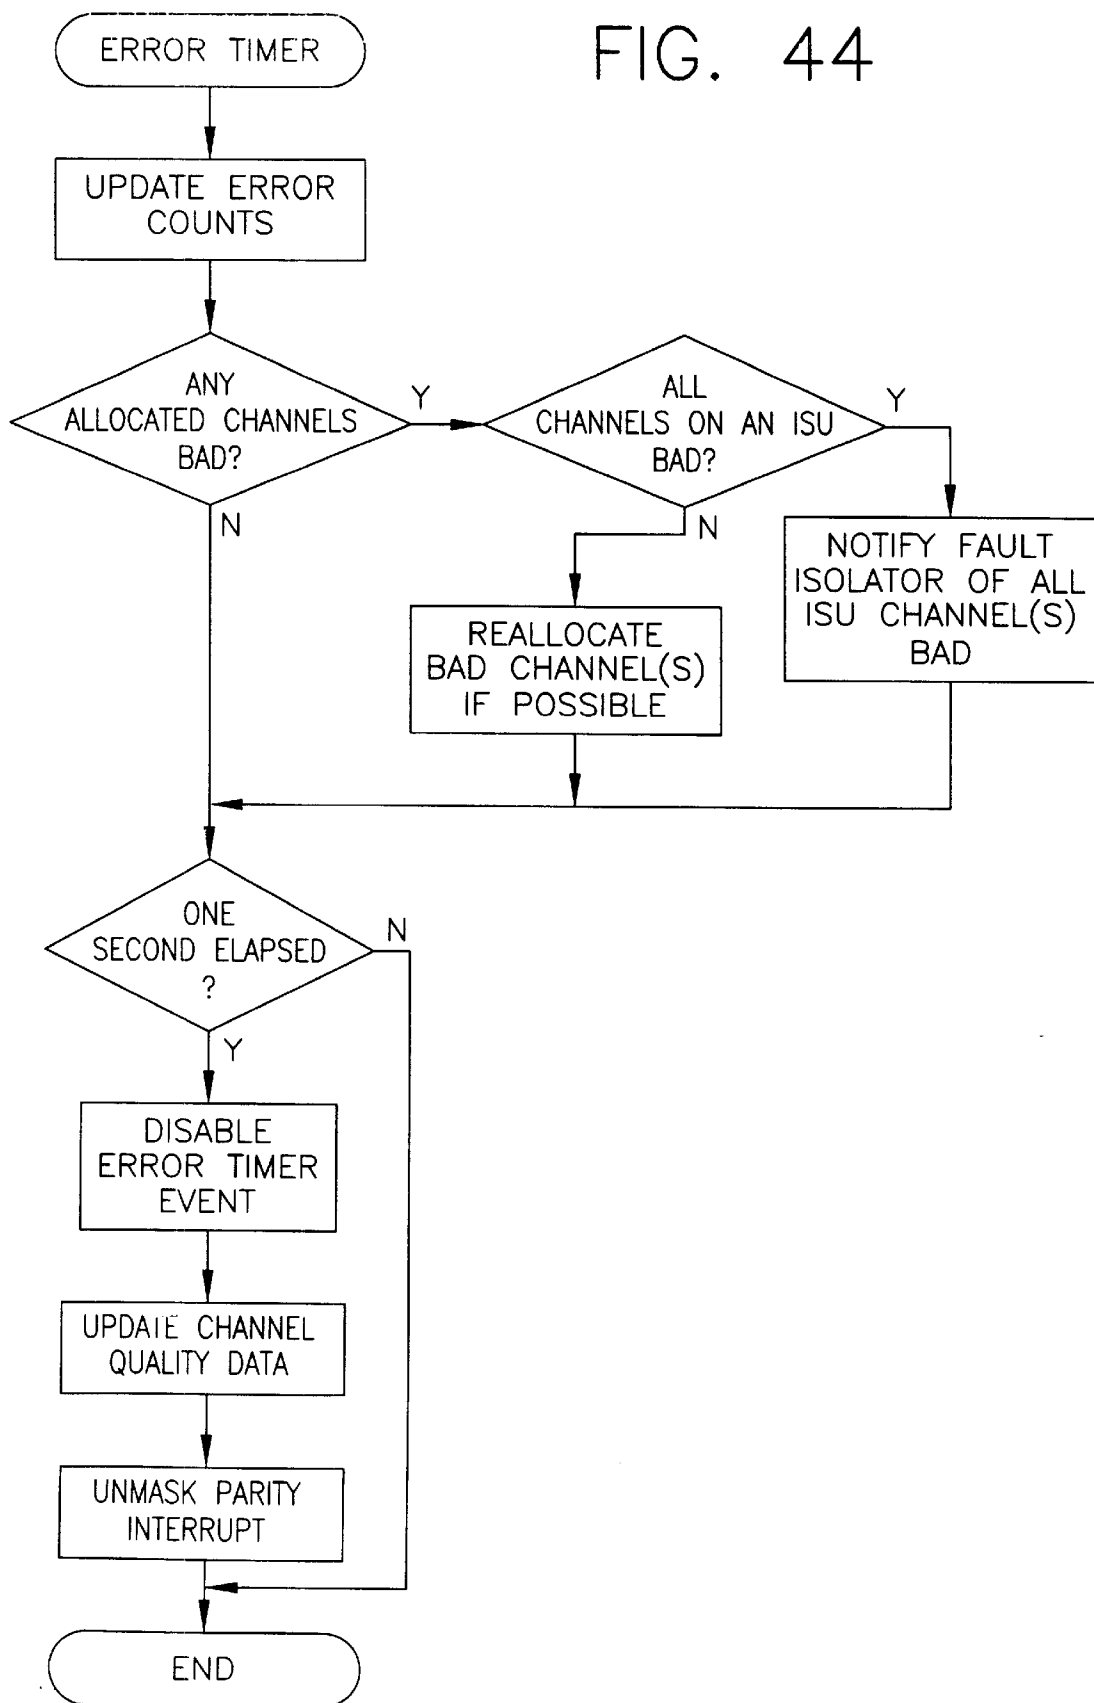 FIG. 44
ERROR TIMER
UPDATE ERROR
COUNTS
ANY
ALLOCATED CHANNELS
BAD?
Y
N
ALL
CHANNELS ON AN ISU
BAD?
Y
N
NOTIFY FAULT
ISOLATOR OF ALL
ISU CHANNEL(S)
BAD
REALLOCATE
BAD CHANNEL(S)
IF POSSIBLE
ONE
SECOND ELAPSED
?
N
Y
DISABLE
ERROR TIMER
EVENT
UPDATE CHANNEL
QUALITY DATA
UNMASK PARITY
INTERRUPT
END